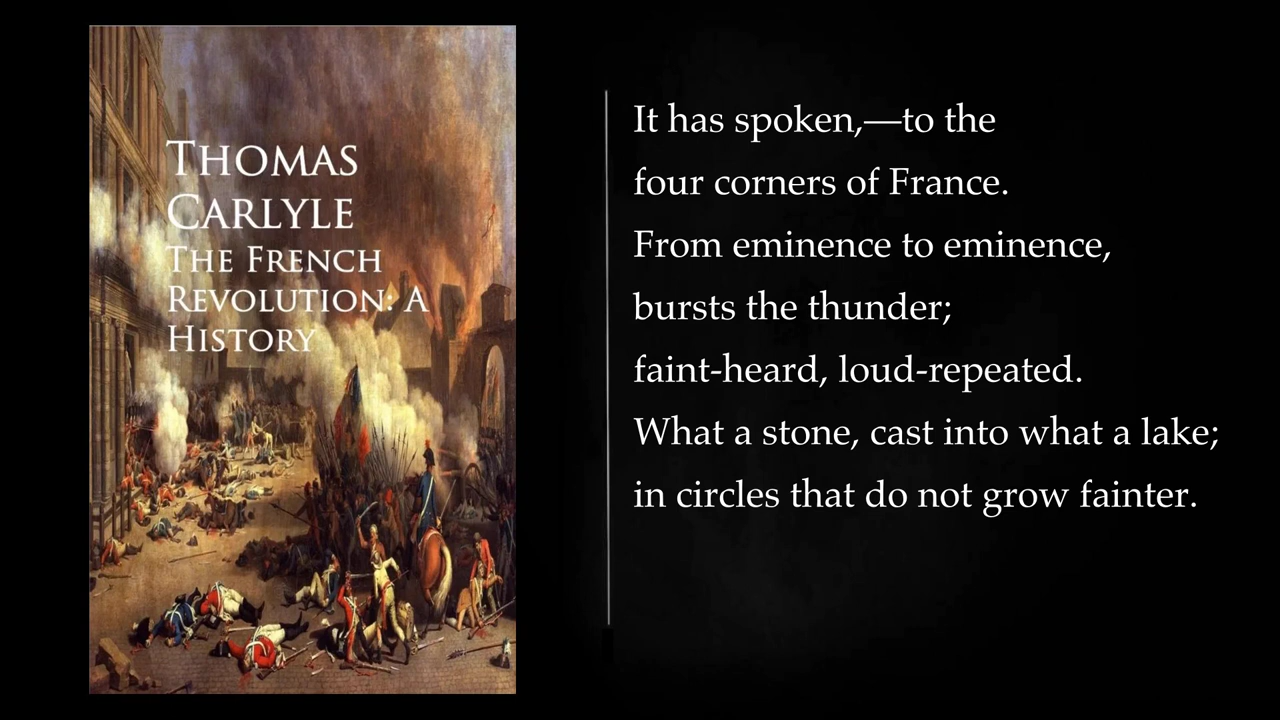 THOMAS
CARLYLE
THE FRENCH
REVOLUTION: A
HISTORY
It has spoken,—to the
four corners of France.
From eminence to eminence,
bursts the thunder;
faint-heard, loud-repeated.
What a stone, cast into what a lake;
in circles that do not grow fainter.